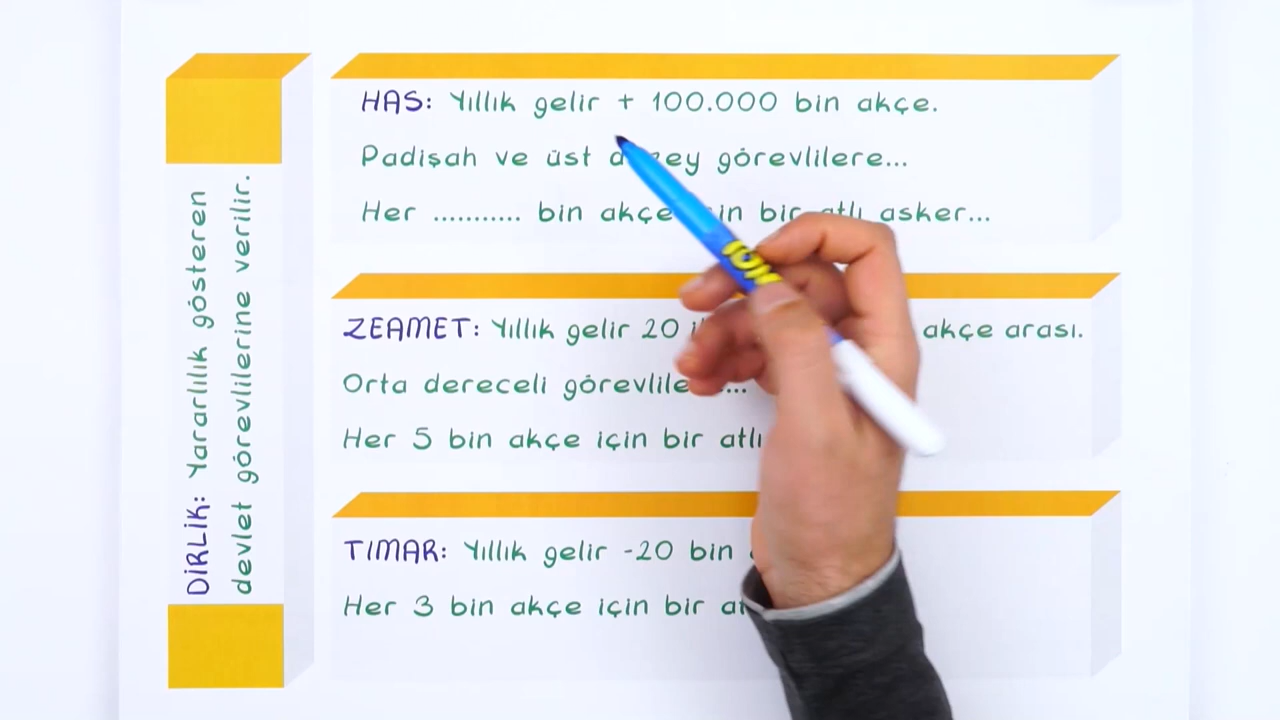 DİRLİK: Yararlılık gösteren
devlet görevlilerine verilir.
HAS: Yıllık gelir + 100.000 bin akçe.
Padişah ve üst görevlilere...
Her ........... bin akçe bir atlı asker...
ZEAMET: Yıllık gelir 20 akçe arası.
Orta dereceli
Her 5 bin akçe için bir atlı
TIMAR: Yıllık gelir -20 bin
Her 3 bin akçe için bir